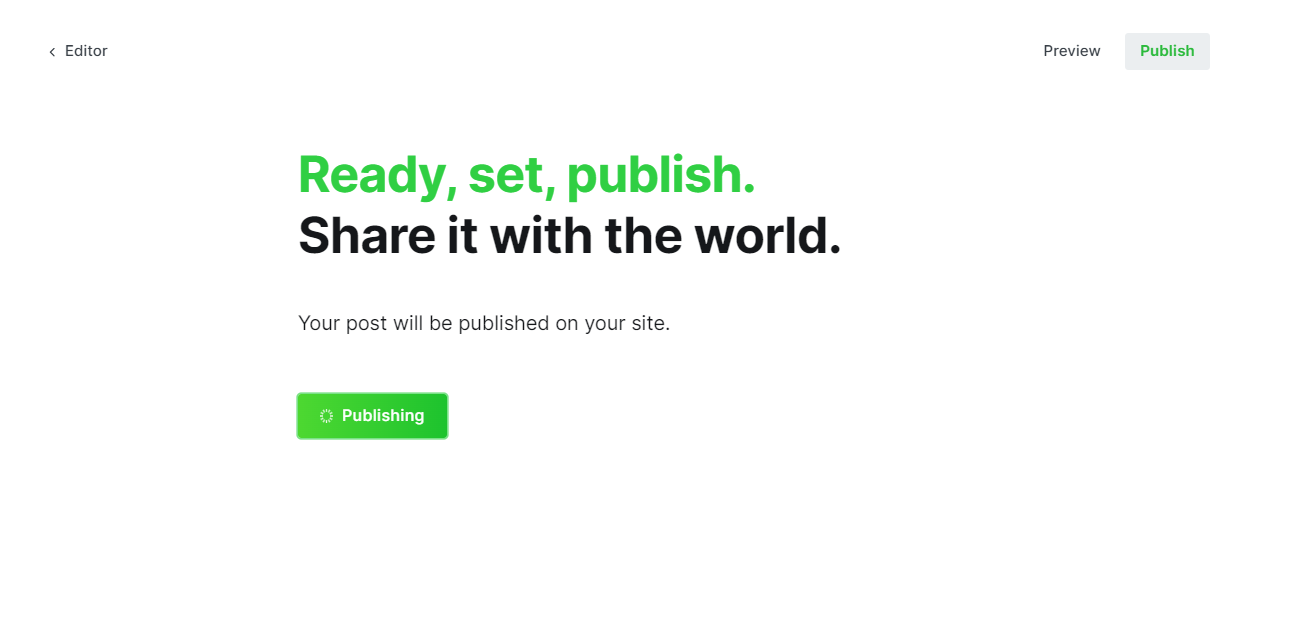 Editor
Preview
Publish
Ready, set, publish.
Share it with the world.
Your post will be published on your site.
Publishing